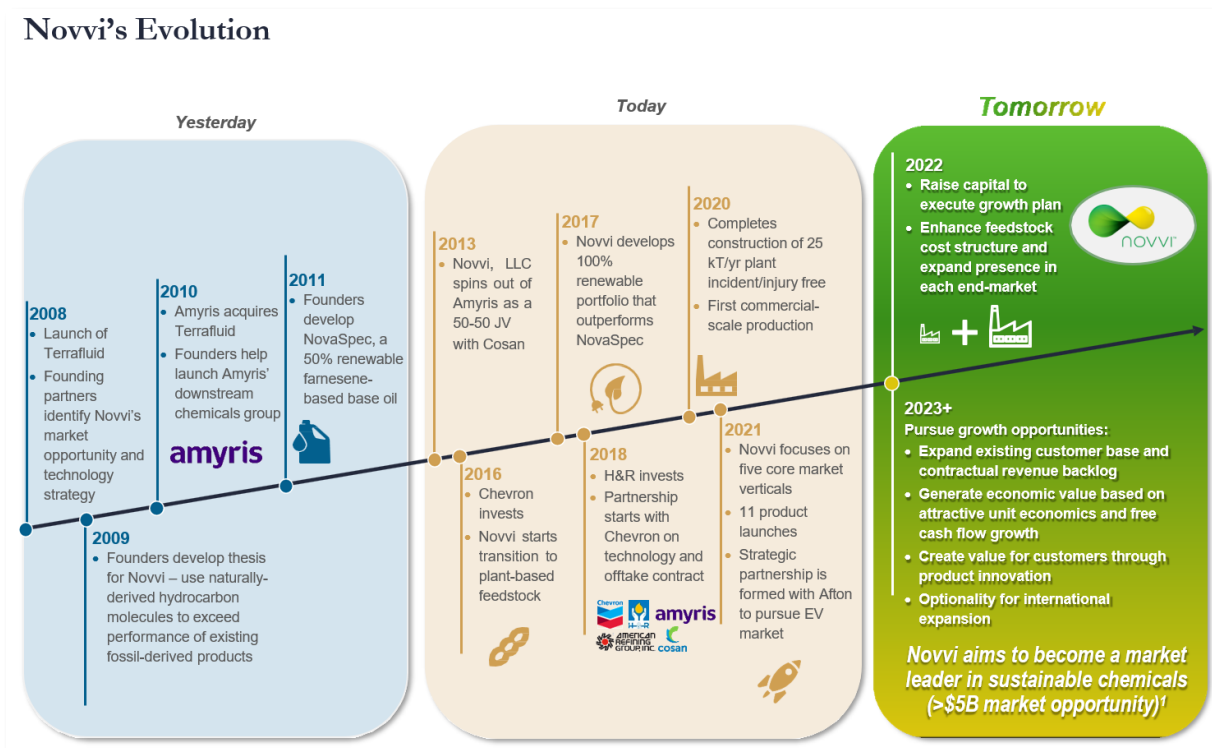 Novvi's Evolution
Yesterday
2008
• Launch of
Terrafluid
• Founding
partners
identify Novvi's
market
opportunity and
technology
strategy
2009
• Founders develop thesis
for Novvi – use naturally-
derived hydrocarbon
molecules to exceed
performance of existing
fossil-derived products
2010
• Amyris acquires
Terrafluid
• Founders help
launch Amyris'
downstream
chemicals group
amyris
2011
• Founders
develop
NovaSpec, a
50% renewable
farnesene-
based base oil
Today
2013
• Novvi, LLC
spins out of
Amyris as a
50-50 JV
with Cosan
2016
• Chevron
invests
• Novvi starts
transition to
plant-based
feedstock
2017
• Novvi develops
100%
renewable
portfolio that
outperforms
NovaSpec
2018
• H&R invests
• Partnership
starts with
Chevron on
technology and
offtake contract
Chevron
H&R
amyris
AMERICAN
REFINING
GROUP, INC.
cosan
2020
• Completes
construction of 25
kT/yr plant
incident/injury free
• First commercial-
scale production
2021
• Novvi focuses on
five core market
verticals
• 11 product
launches
• Strategic
partnership is
formed with Afton
to pursue EV
market
Tomorrow
2022
• Raise capital to
execute growth plan
• Enhance feedstock
cost structure and
expand presence in
each end-market
novvi
+
2023+
Pursue growth opportunities:
• Expand existing customer base and
contractual revenue backlog
• Generate economic value based on
attractive unit economics and free
cash flow growth
• Create value for customers through
product innovation
• Optionality for international
expansion
Novvi aims to become a market
leader in sustainable chemicals
(>$5B market opportunity)¹